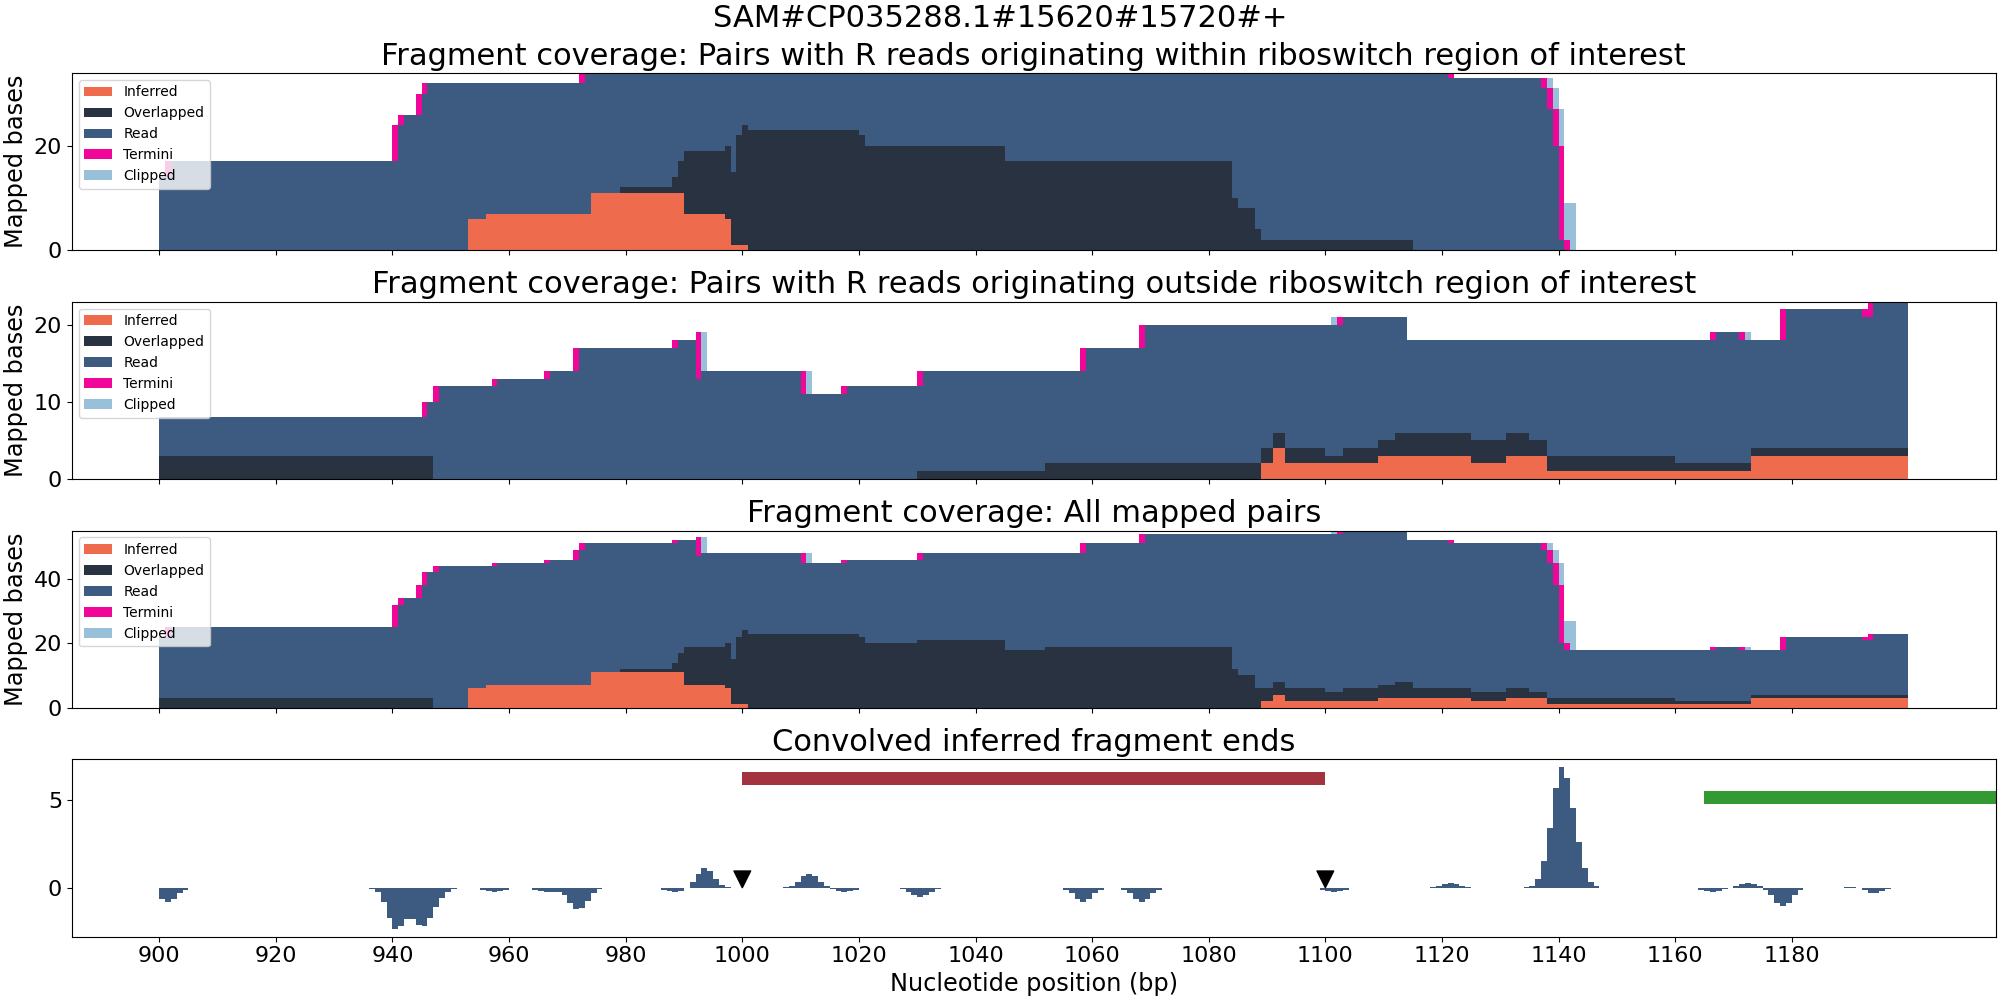 SAM#CP035288.1#15620#15720#+
Fragment coverage: Pairs with R reads originating within riboswitch region of interest
Mapped bases
20
0
Inferred
Overlapped
Read
Termini
Clipped
Fragment coverage: Pairs with R reads originating outside riboswitch region of interest
Mapped bases
20
10
0
Inferred
Overlapped
Read
Termini
Clipped
Fragment coverage: All mapped pairs
Mapped bases
40
20
0
Inferred
Overlapped
Read
Termini
Clipped
Convolved inferred fragment ends
5
0
900 920 940 960 980 1000 1020 1040 1060 1080 1100 1120 1140 1160 1180
Nucleotide position (bp)